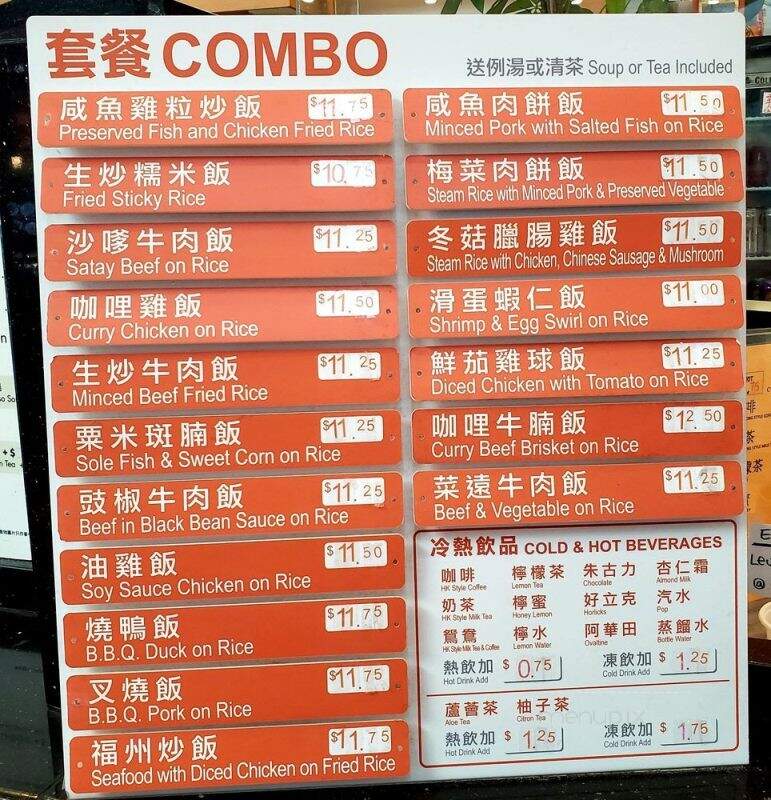 套餐 COMBO
送例湯或清茶 Soup or Tea Included
咸魚雞粒炒飯 $11.75
Preserved Fish and Chicken Fried Rice
生炒糯米飯 $10.75
Fried Sticky Rice
沙嗲牛肉飯 $11.25
Satay Beef on Rice
咖哩雞飯 $11.50
Curry Chicken on Rice
生炒牛肉飯 $11.25
Minced Beef Fried Rice
粟米斑腩飯 $11.25
Sole Fish & Sweet Corn on Rice
豉椒牛肉飯 $11.25
Beef in Black Bean Sauce on Rice
油雞飯 $11.50
Soy Sauce Chicken on Rice
燒鴨飯 $11.75
B.B.Q. Duck on Rice
叉燒飯 $11.75
B.B.Q. Pork on Rice
福州炒飯 $11.75
Seafood with Diced Chicken on Fried Rice
咸魚肉餅飯 $11.50
Minced Pork with Salted Fish on Rice
梅菜肉餅飯 $11.50
Steam Rice with Minced Pork & Preserved Vegetable
冬菇臘腸雞飯 $11.50
Steam Rice with Chicken, Chinese Sausage & Mushroom
滑蛋蝦仁飯 $11.00
Shrimp & Egg Swirl on Rice
鮮茄雞球飯 $11.25
Diced Chicken with Tomato on Rice
咖哩牛腩飯 $12.50
Curry Beef Brisket on Rice
菜遠牛肉飯 $11.25
Beef & Vegetable on Rice
冷熱飲品 COLD & HOT BEVERAGES
咖啡 檸檬茶 朱古力 杏仁霜
HK Style Coffee Lemon Tea Chocolate Almond Milk
奶茶 檸蜜 好立克 汽水
HK Style Milk Tea Honey Lemon Horlicks Pop
鴛鴦 檸水 阿華田 蒸餾水
HK Style Milk Tea & Coffee Lemon Water Ovaltine Bottle Water
熱飲加 $ 0.75 凍飲加 $ 1.25
Hot Drink Add Cold Drink Add
蘆薈茶 柚子茶
Aloe Tea Citron Tea
熱飲加 $ 1.25 凍飲加 $ 1.75
Hot Drink Add Cold Drink Add